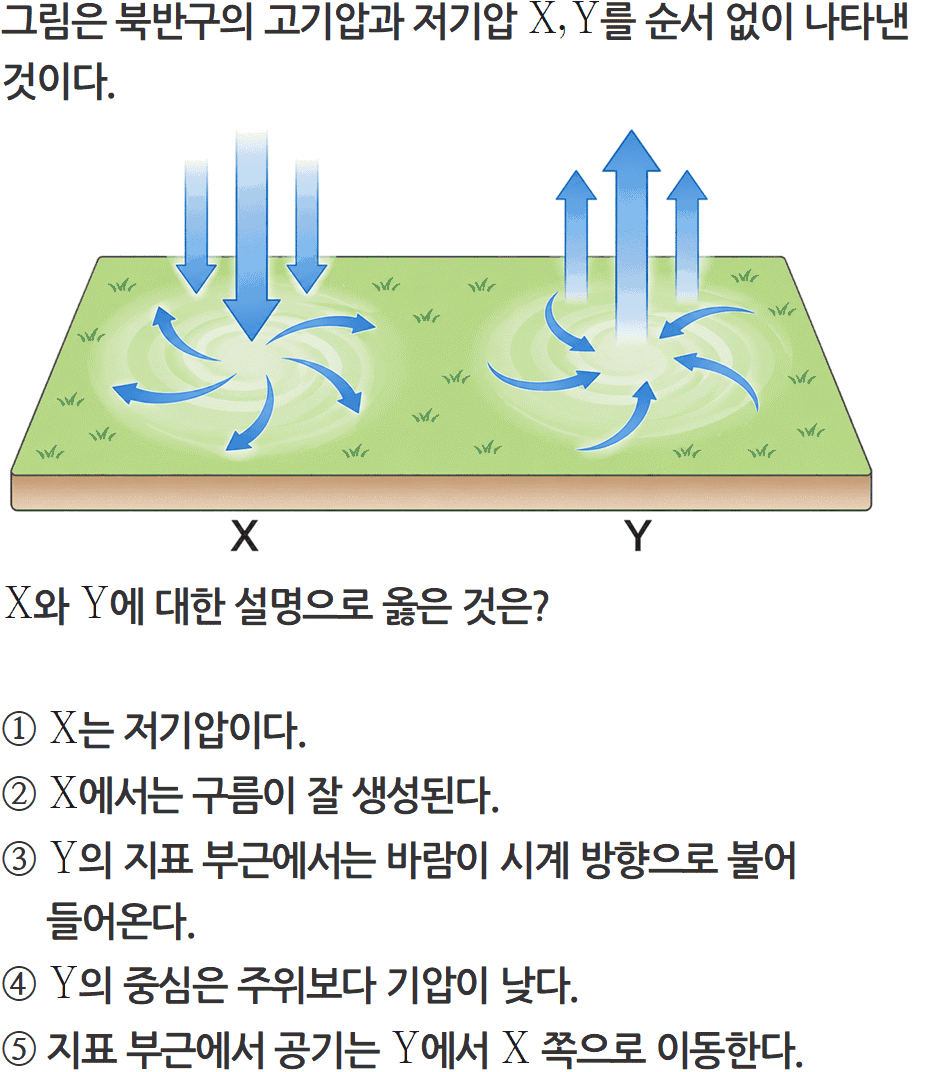 그림은 북반구의 고기압과 저기압 X, Y를 순서 없이 나타낸
것이다.
X
Y
X와 Y에 대한 설명으로 옳은 것은?
① X는 저기압이다.
② X에서는 구름이 잘 생성된다.
③ Y의 지표 부근에서는 바람이 시계 방향으로 불어
들어온다.
④ Y의 중심은 주위보다 기압이 낮다.
⑤ 지표 부근에서 공기는 Y에서 X 쪽으로 이동한다.